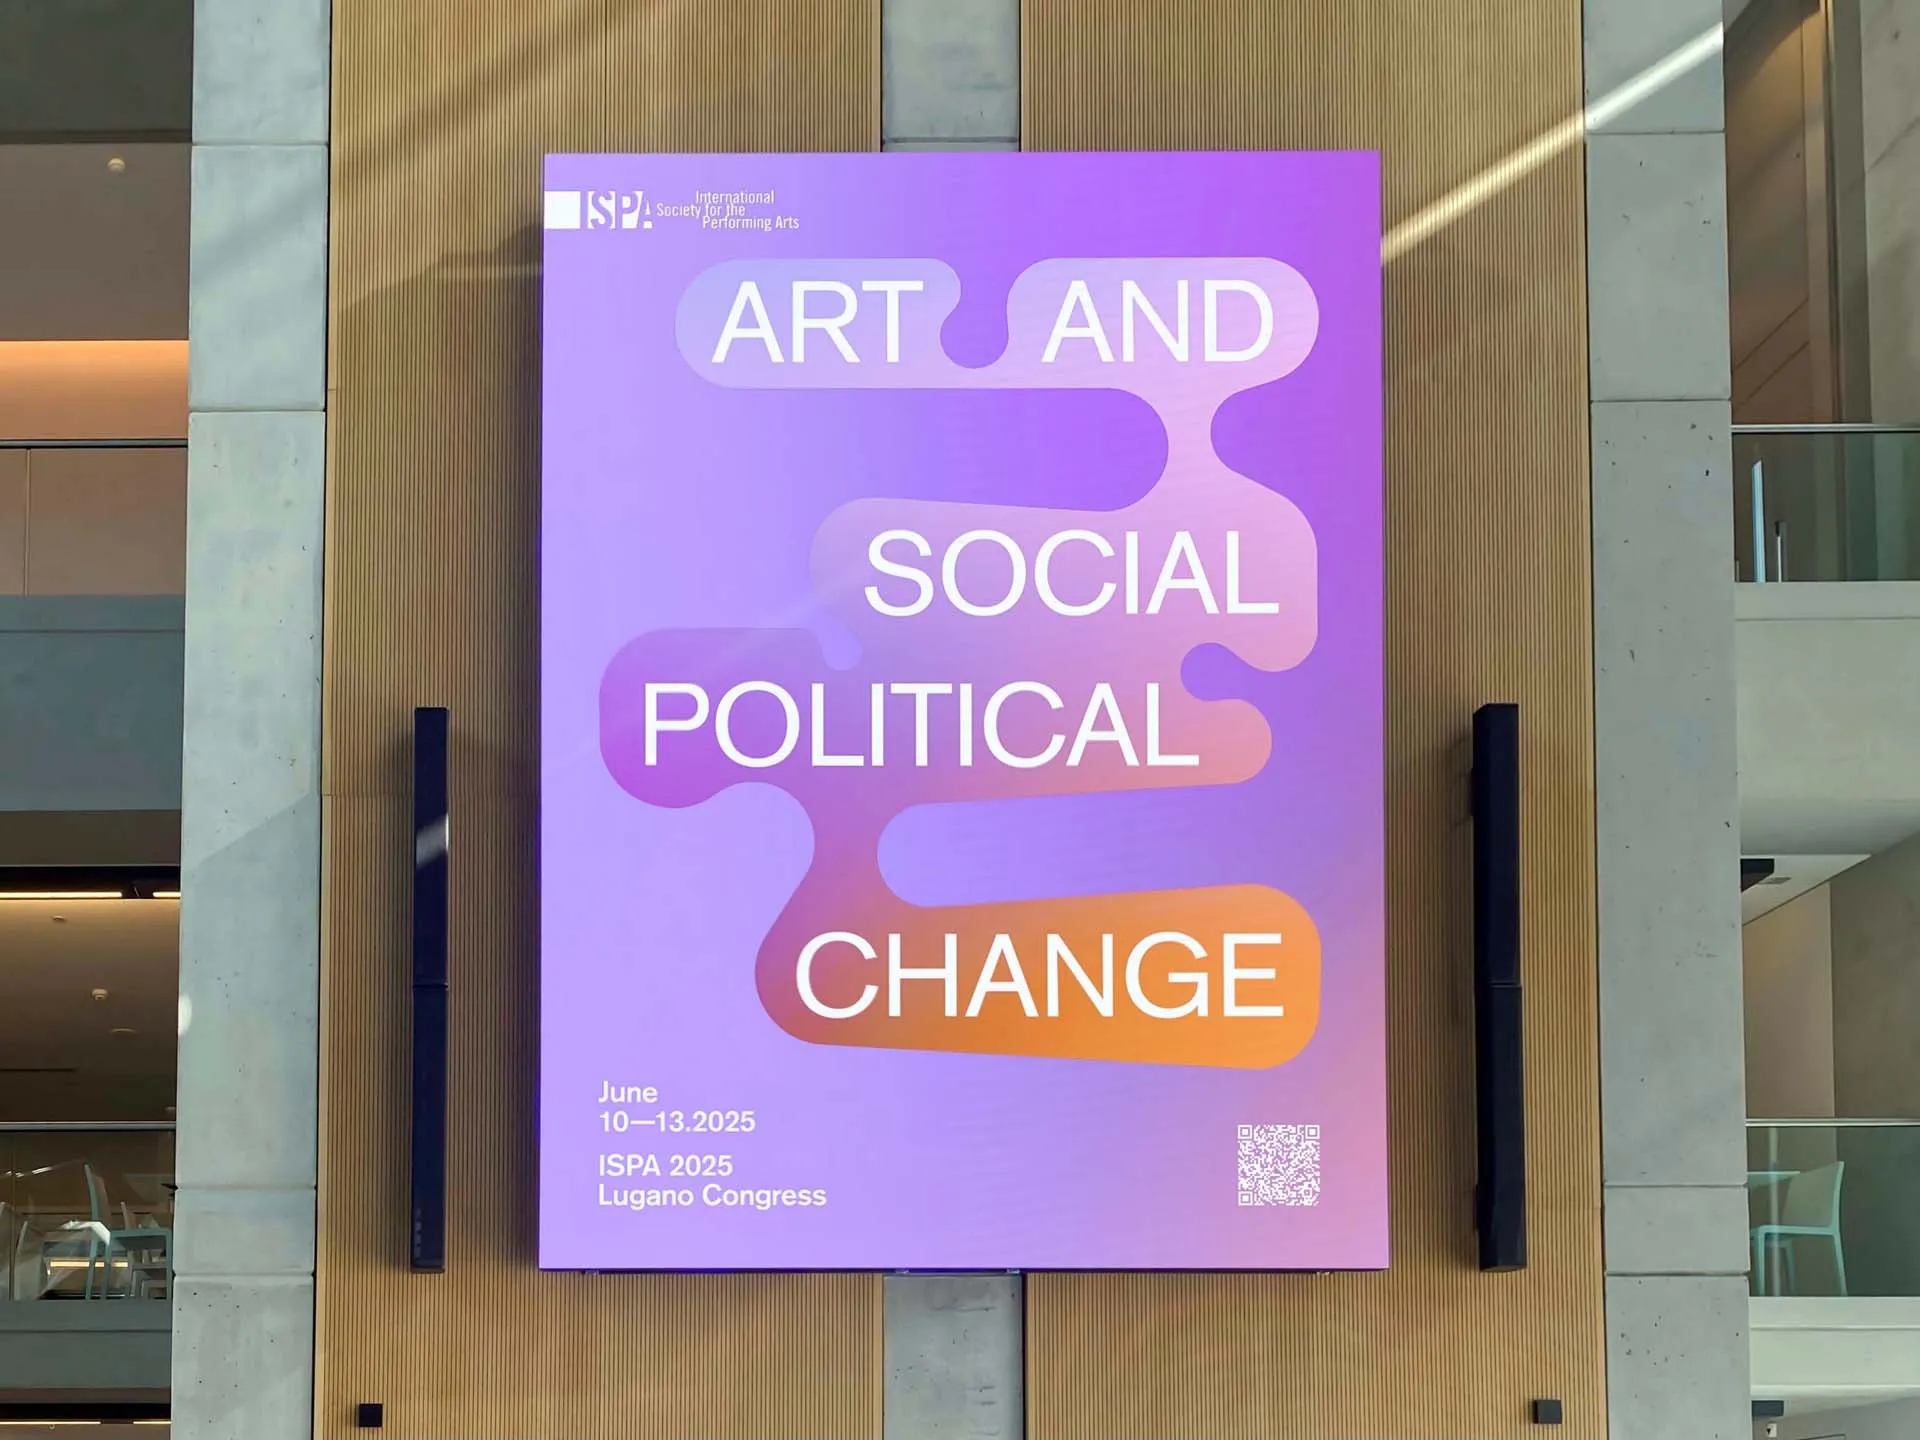 ISPA
International
Society for the
Performing Arts
ART AND
SOCIAL
POLITICAL
CHANGE
June
10—13.2025
ISPA 2025
Lugano Congress